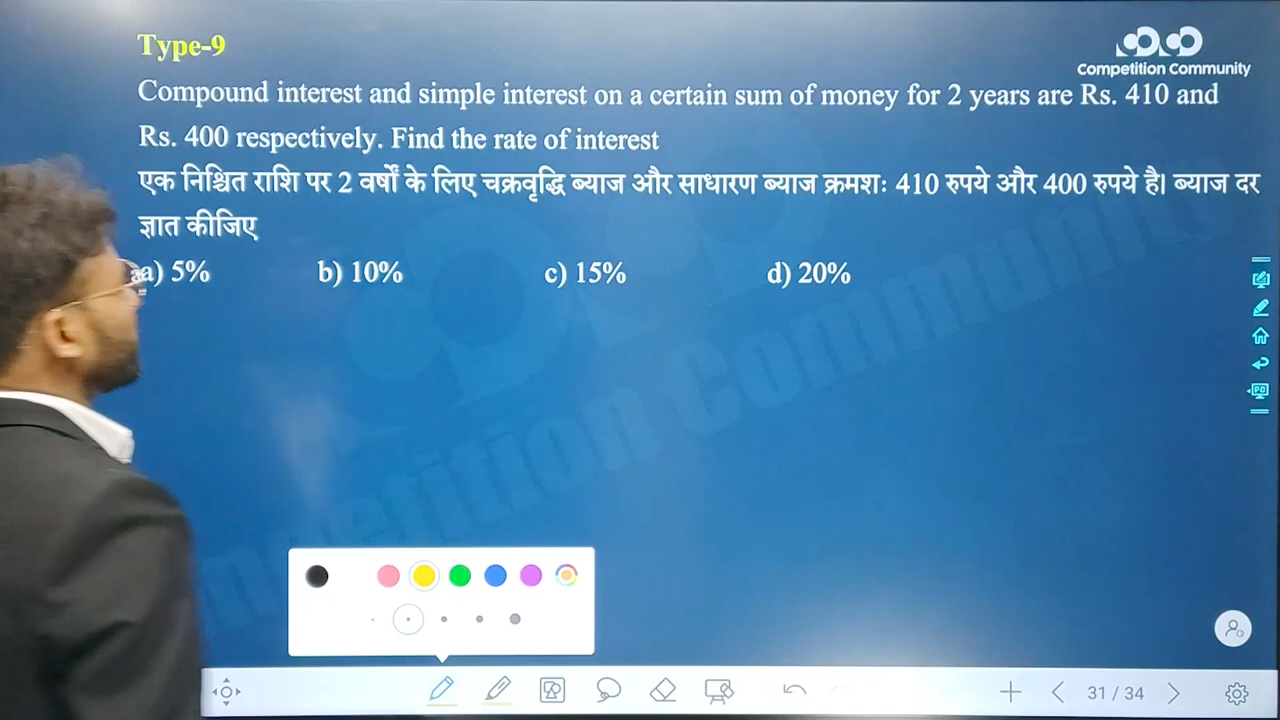 Type-9
Competition Community
Compound interest and simple interest on a certain sum of money for 2 years are Rs. 410 and
Rs. 400 respectively. Find the rate of interest
एक निश्चित राशि पर 2 वर्षों के लिए चक्रवृद्धि ब्याज और साधारण ब्याज क्रमशः 410 रुपये और 400 रुपये है। ब्याज दर
ज्ञात कीजिए
a) 5% b) 10% c) 15% d) 20%
Competition Community
31 / 34